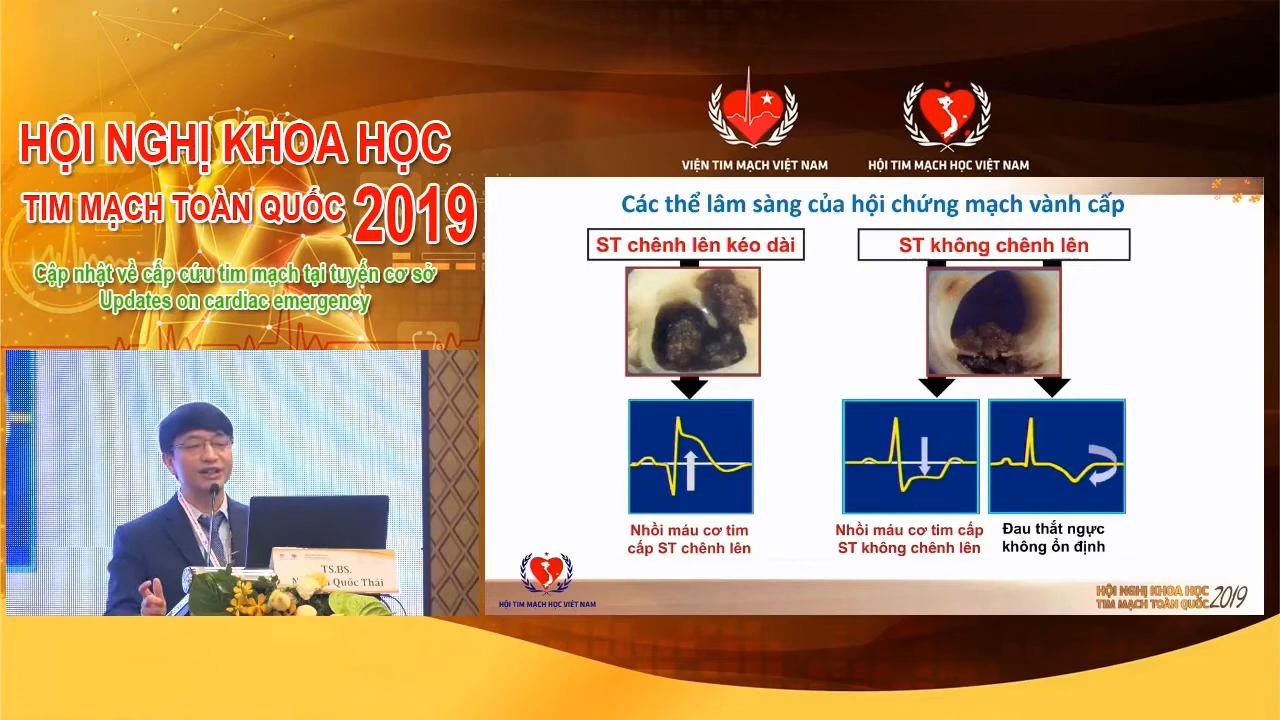 HỘI NGHỊ KHOA HỌC
TIM MẠCH TOÀN QUỐC 2019
Cập nhật về cấp cứu tim mạch tại tuyến cơ sở
Updates on cardiac emergency
VIỆN TIM MẠCH VIỆT NAM
HỘI TIM MẠCH HỌC VIỆT NAM
Các thể lâm sàng của hội chứng mạch vành cấp
ST chênh lên kéo dài
ST không chênh lên
Nhồi máu cơ tim
cấp ST chênh lên
Nhồi máu cơ tim cấp
ST không chênh lên
Đau thắt ngực
không ổn định
TS.BS.
Quốc Thái
HỘI TIM MẠCH HỌC VIỆT NAM
HỘI NGHỊ KHOA HỌC
TIM MẠCH TOÀN QUỐC 2019